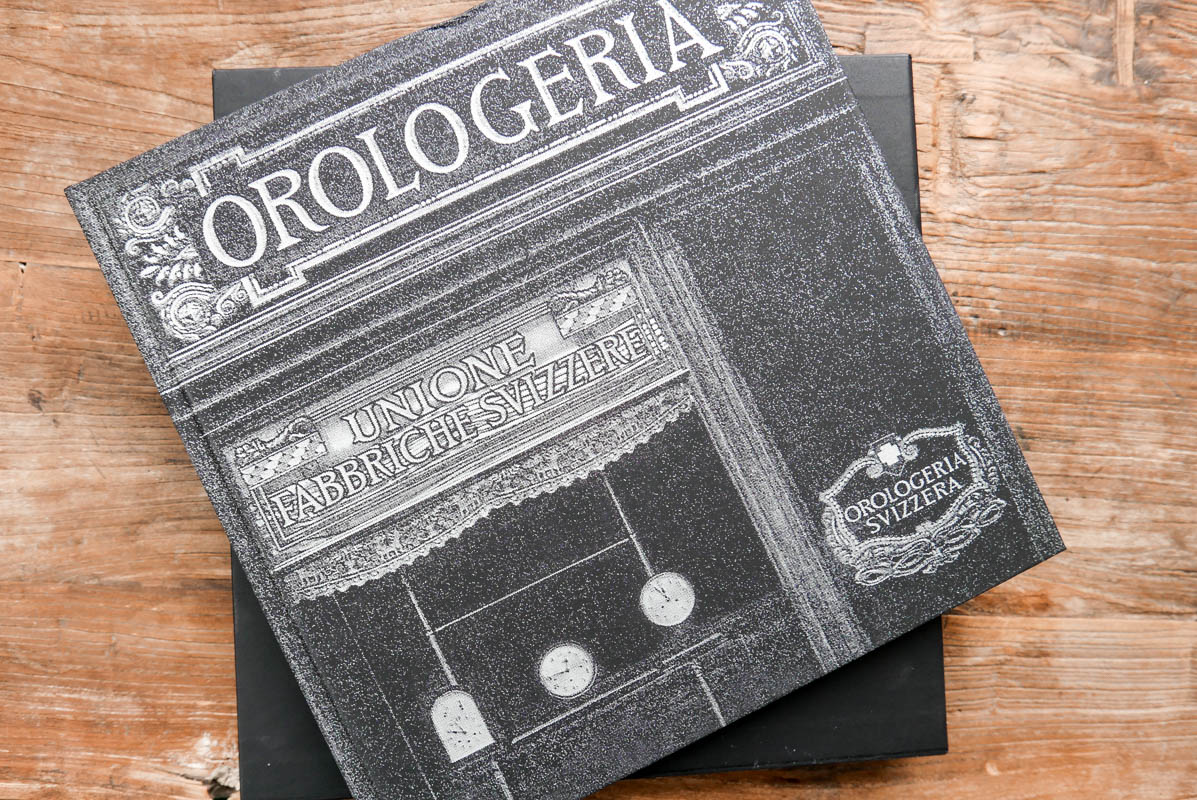 OROLOGERIA
UNIONE
FABBRICHE SVIZZERE
OROLOGERIA
SVIZZERA